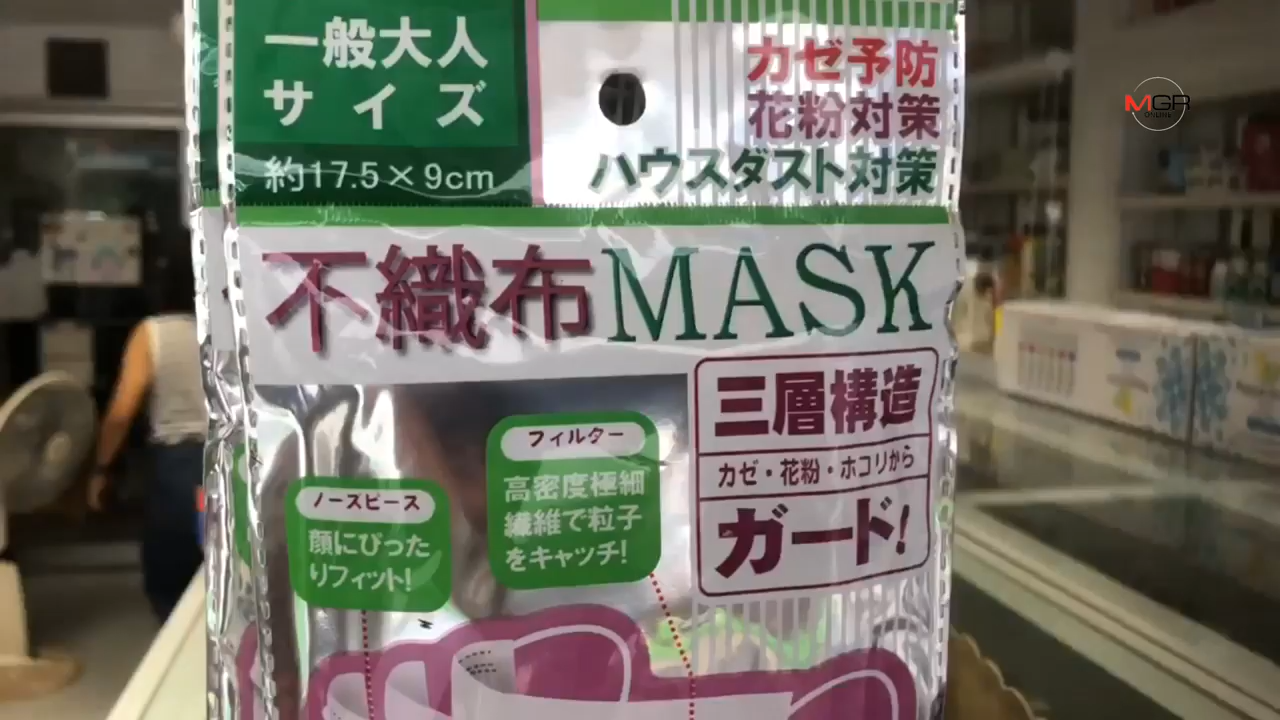 一般大人
サイズ
約17.5×9cm
カゼ予防
花粉対策
ハウスダスト対策
不織布MASK
三層構造
カゼ・花粉・ホコリから
ガード!
フィルター
高密度極細
繊維で粒子
をキャッチ!
ノーズピース
顔にぴった
りフィット!
MGR
ONLINE